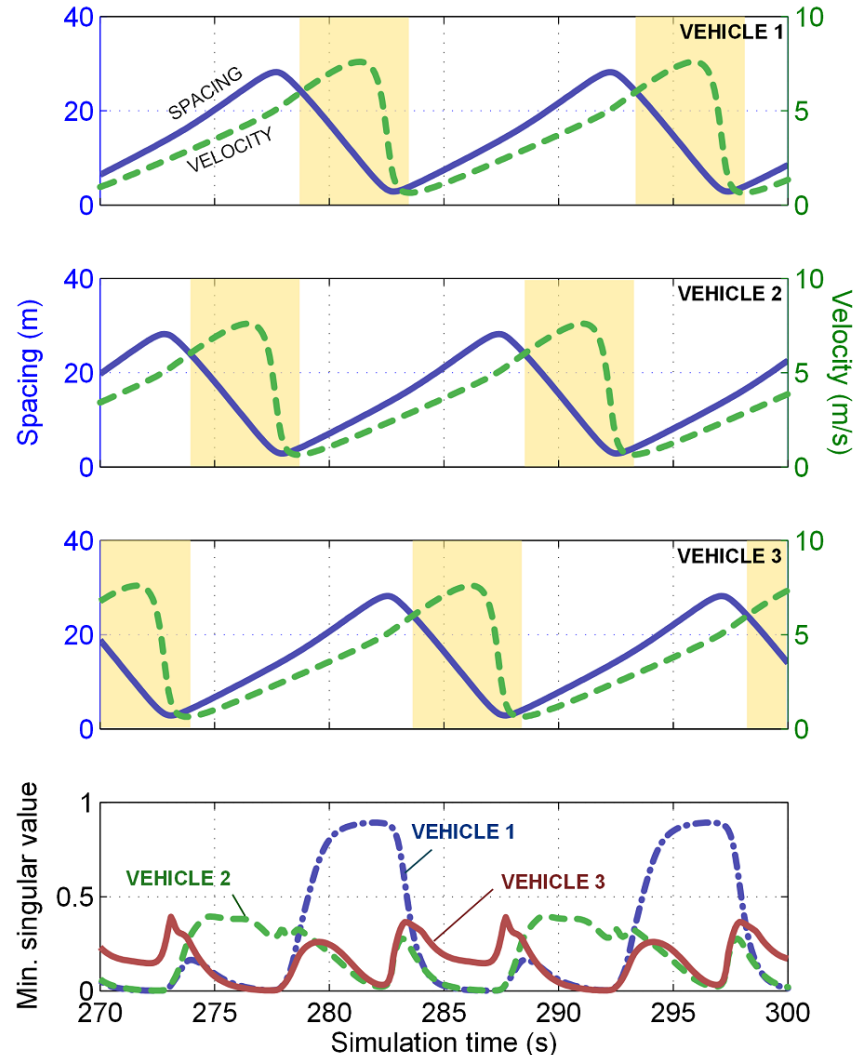 40 10
VEHICLE 1
SPACING
20 5
VELOCITY
0 0
40 10
VEHICLE 2
Spacing (m)
20 5
Velocity (m/s)
0 0
40 10
VEHICLE 3
20 5
0 0
1
VEHICLE 1
VEHICLE 2
VEHICLE 3
0.5
Min. singular value
0
270 275 280 285 290 295 300
Simulation time (s)